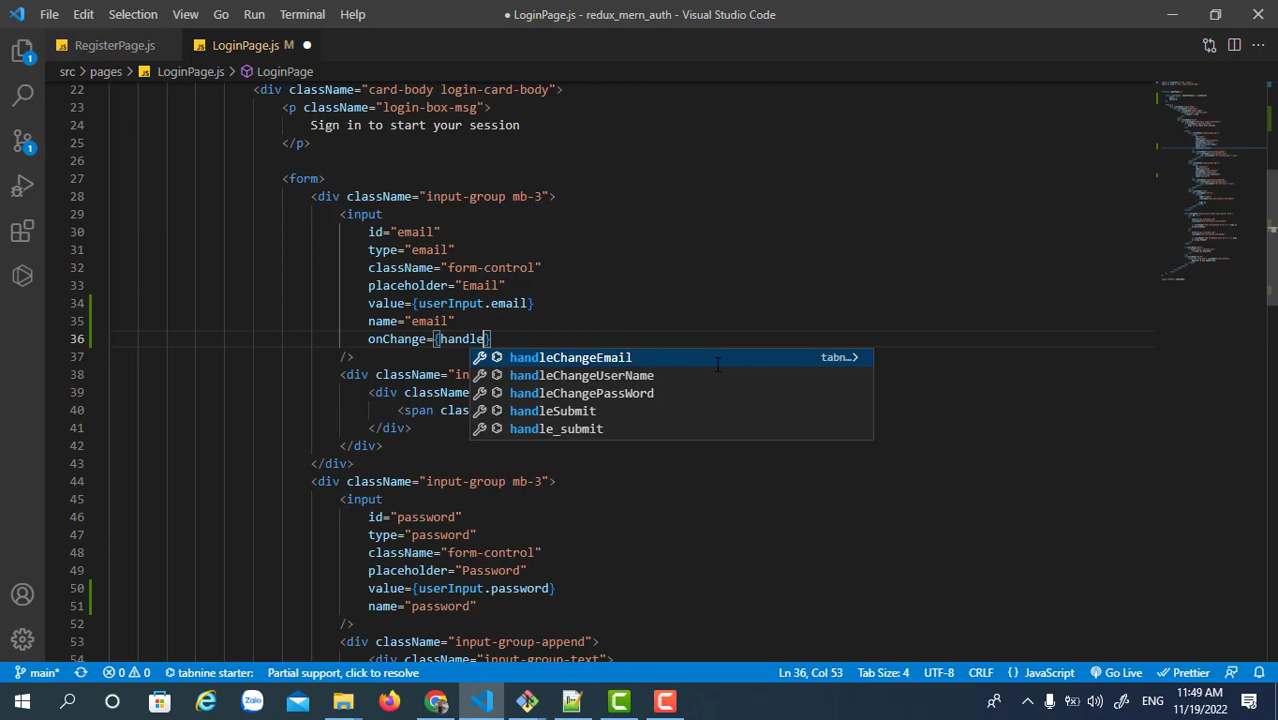 File Edit Selection View Go Run Terminal Help ● LoginPage.js - redux_mern_auth - Visual Studio Code
JS RegisterPage.js JS LoginPage.js M ●
src > pages > JS LoginPage.js > LoginPage
22 <div className="card-body login-card-body">
23 <p className="login-box-msg">
24 Sign in to start your session
25 </p>
26
27 <form>
28 <div className="input-group mb-3">
29 <input
30 id="email"
31 type="email"
32 className="form-control"
33 placeholder="Email"
34 value={userInput.email}
35 name="email"
36 onChange={handle}
37 />
handleChangeEmail tabn…>
38 <div className="in
handleChangeUserName
39 <div className
handleChangePassWord
40 <span clas
handleSubmit
41 </div>
handle_submit
42 </div>
43 </div>
44 <div className="input-group mb-3">
45 <input
46 id="password"
47 type="password"
48 className="form-control"
49 placeholder="Password"
50 value={userInput.password}
51 name="password"
52 />
53 <div className="input-group-append">
54 <div className="input-group-text">
1
1
main* 0 0 tabnine starter: Partial support, click to resolve Ln 36, Col 53 Tab Size: 4 UTF-8 CRLF { } JavaScript Go Live Prettier
Zalo ENG 11:49 AM
11/19/2022